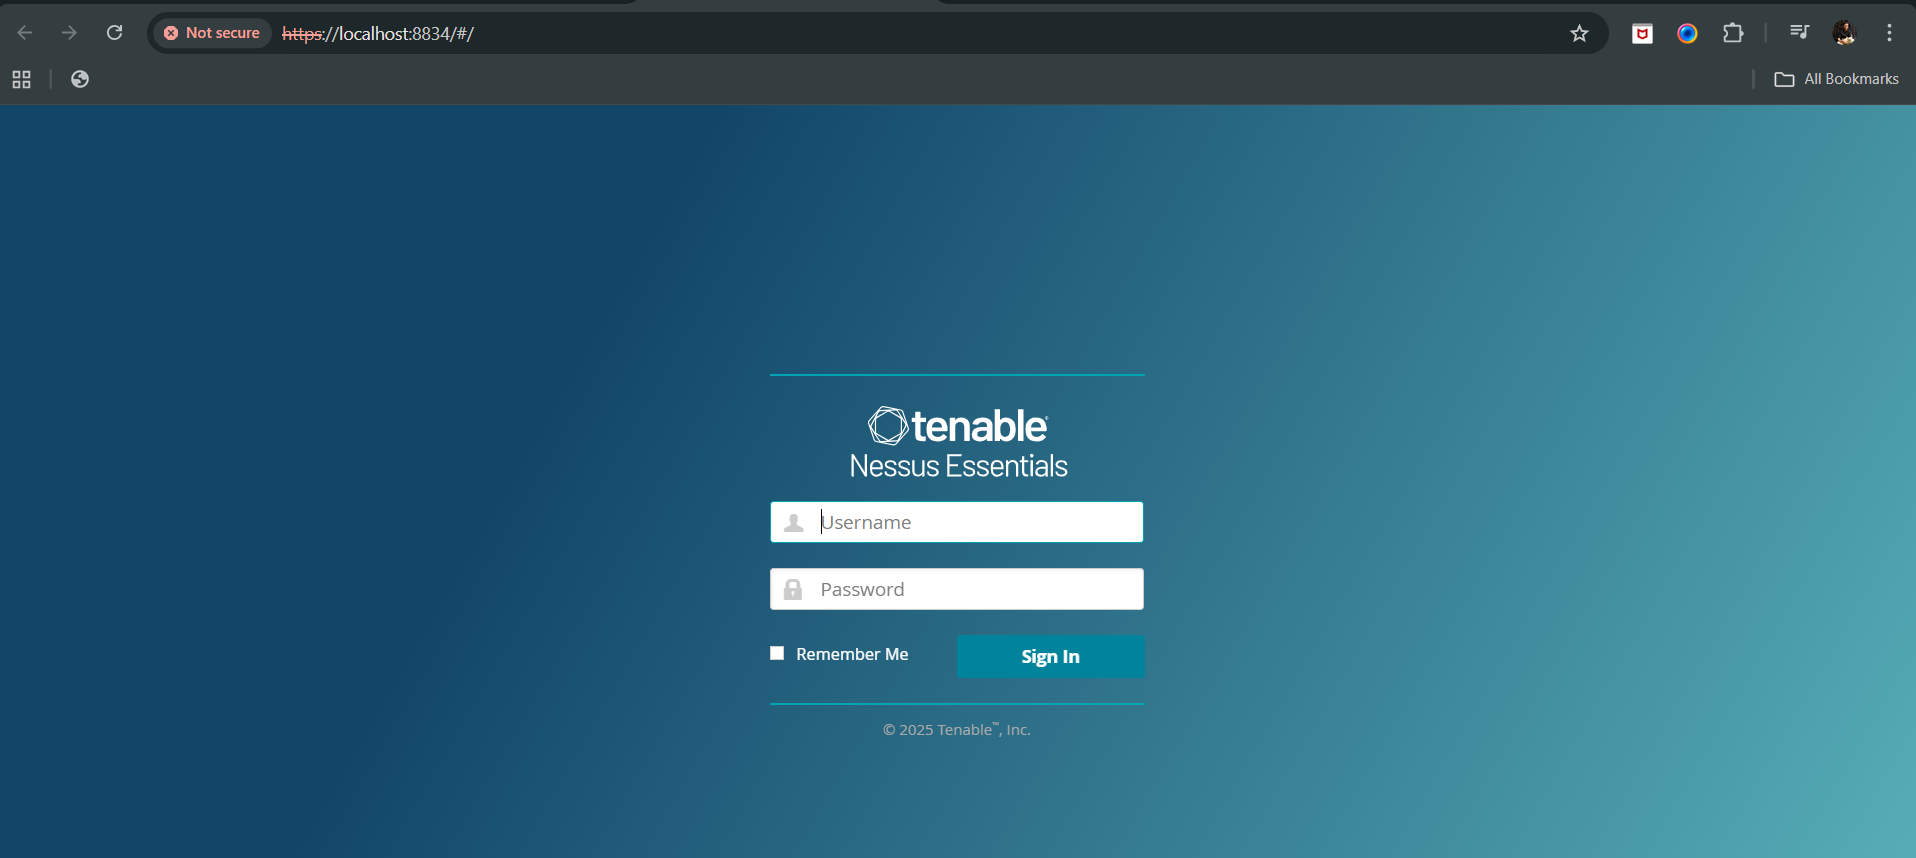 Not secure https://localhost:8834/#/
All Bookmarks
tenable®
Nessus Essentials
Username
Password
Remember Me
Sign In
© 2025 Tenable™, Inc.